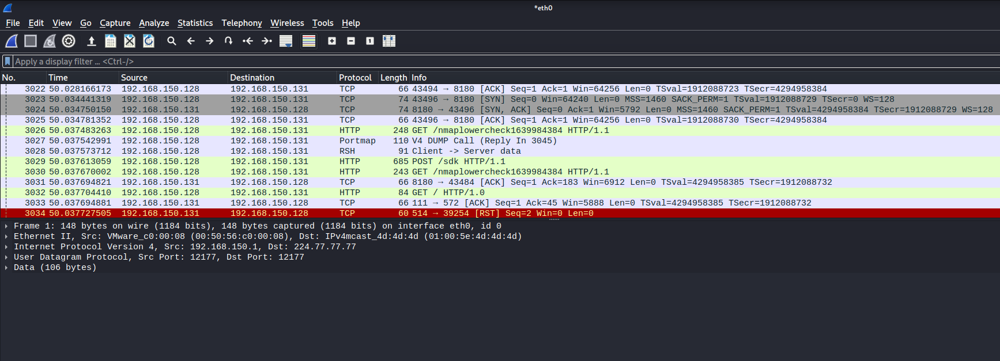 *eth0
File Edit View Go Capture Analyze Statistics Telephony Wireless Tools Help
Apply a display filter … <Ctrl-/>
No. Time Source Destination Protocol Length Info
3022 50.028166173 192.168.150.128 192.168.150.131 TCP 66 43494 → 8180 [ACK] Seq=1 Ack=1 Win=64256 Len=0 TSval=1912088723 TSecr=4294958384
3023 50.034441319 192.168.150.128 192.168.150.131 TCP 74 43496 → 8180 [SYN] Seq=0 Win=64240 Len=0 MSS=1460 SACK_PERM=1 TSval=1912088729 TSecr=0 WS=128
3024 50.034750150 192.168.150.131 192.168.150.128 TCP 74 8180 → 43496 [SYN, ACK] Seq=0 Ack=1 Win=5792 Len=0 MSS=1460 SACK_PERM=1 TSval=4294958384 TSecr=1912088729 WS=128
3025 50.034781352 192.168.150.128 192.168.150.131 TCP 66 43496 → 8180 [ACK] Seq=1 Ack=1 Win=64256 Len=0 TSval=1912088730 TSecr=4294958384
3026 50.037483263 192.168.150.128 192.168.150.131 HTTP 248 GET /nmaplowercheck1639984384 HTTP/1.1
3027 50.037542991 192.168.150.128 192.168.150.131 Portmap 110 V4 DUMP Call (Reply In 3045)
3028 50.037573712 192.168.150.128 192.168.150.131 RSH 91 Client -> Server data
3029 50.037613059 192.168.150.128 192.168.150.131 HTTP 685 POST /sdk HTTP/1.1
3030 50.037670002 192.168.150.128 192.168.150.131 HTTP 243 GET /nmaplowercheck1639984384 HTTP/1.1
3031 50.037694821 192.168.150.131 192.168.150.128 TCP 66 8180 → 43484 [ACK] Seq=1 Ack=183 Win=6912 Len=0 TSval=4294958385 TSecr=1912088732
3032 50.037704410 192.168.150.128 192.168.150.131 HTTP 84 GET / HTTP/1.0
3033 50.037694881 192.168.150.131 192.168.150.128 TCP 66 111 → 572 [ACK] Seq=1 Ack=45 Win=5888 Len=0 TSval=4294958385 TSecr=1912088732
3034 50.037727505 192.168.150.131 192.168.150.128 TCP 60 514 → 39254 [RST] Seq=2 Win=0 Len=0
Frame 1: 148 bytes on wire (1184 bits), 148 bytes captured (1184 bits) on interface eth0, id 0
Ethernet II, Src: VMware_c0:00:08 (00:50:56:c0:00:08), Dst: IPv4mcast_4d:4d:4d (01:00:5e:4d:4d:4d)
Internet Protocol Version 4, Src: 192.168.150.1, Dst: 224.77.77.77
User Datagram Protocol, Src Port: 12177, Dst Port: 12177
Data (106 bytes)